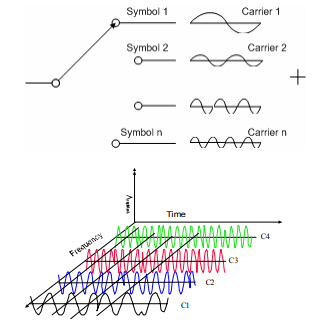 Symbol 1 Carrier 1
Symbol 2 Carrier 2
Symbol n Carrier n
Time
Frequency
C4
C3
C2
C1